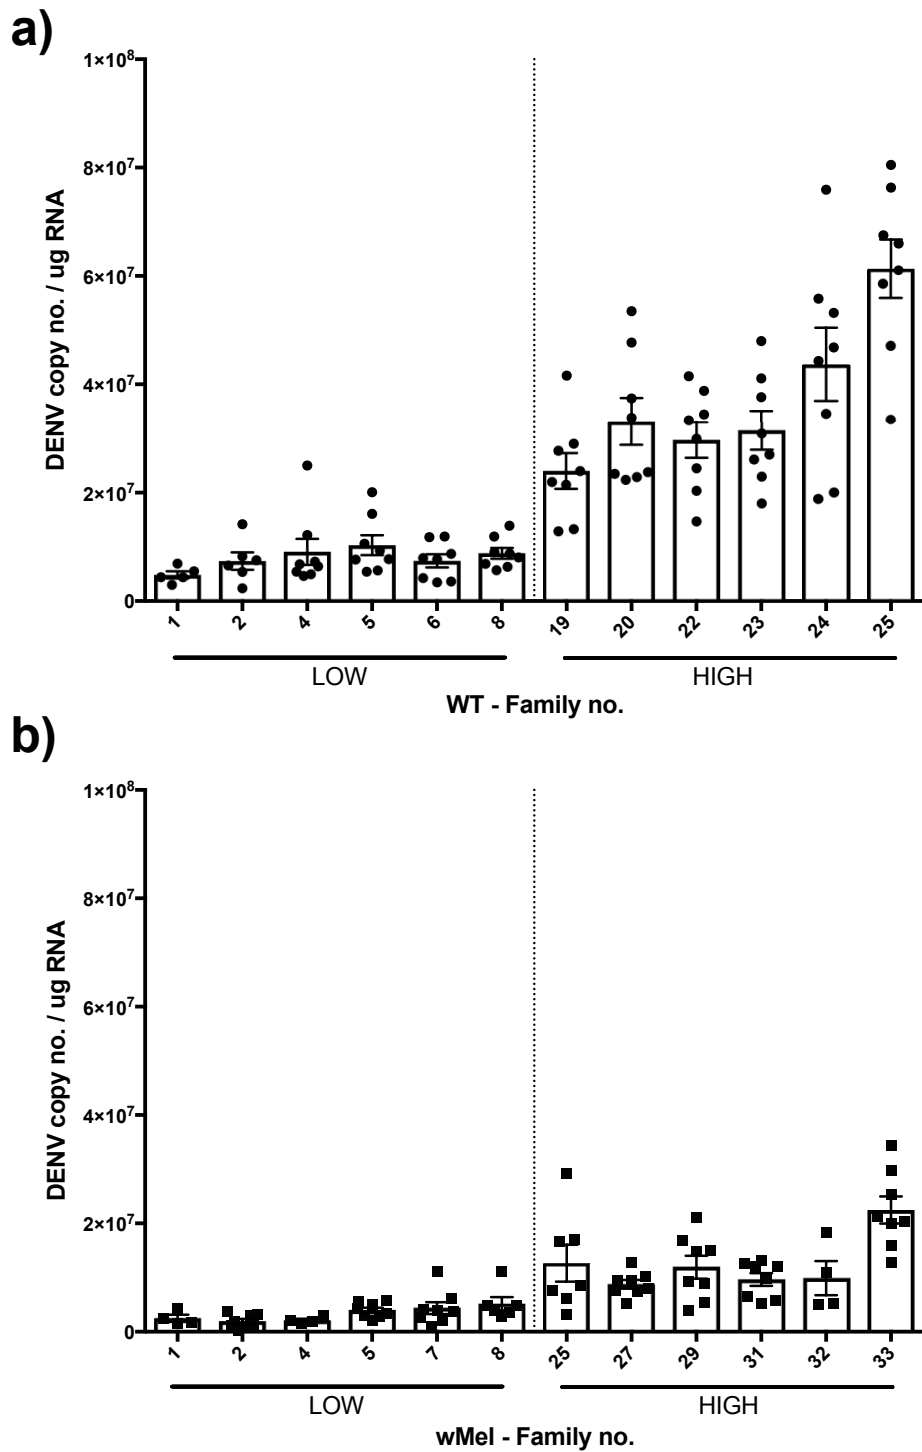 a)
1×10⁸
8×10⁷
6×10⁷
4×10⁷
2×10⁷
0
DENV copy no. / ug RNA
1 2 4 5 6 8 19 20 22 23 24 25
LOW HIGH
WT - Family no.
b)
1×10⁸
8×10⁷
6×10⁷
4×10⁷
2×10⁷
0
DENV copy no. / ug RNA
1 2 4 5 7 8 25 27 29 31 32 33
LOW HIGH
wMel - Family no.